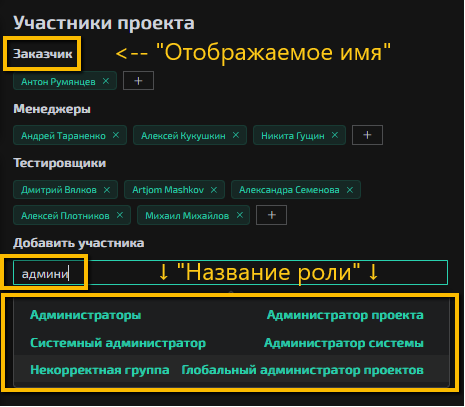 Участники проекта
Заказчик <-- "Отображаемое имя"
Антон Румянцев × +
Менеджеры
Андрей Тараненко × Алексей Кукушкин × Никита Гущин × +
Тестировщики
Дмитрий Вялков × Artjom Mashkov × Александра Семенова ×
Алексей Плотников × Михаил Михайлов × +
Добавить участника
админи ↓ "Название роли" ↓
Администраторы Администратор проекта
Системный администратор Администратор системы
Некорректная группа Глобальный администратор проектов